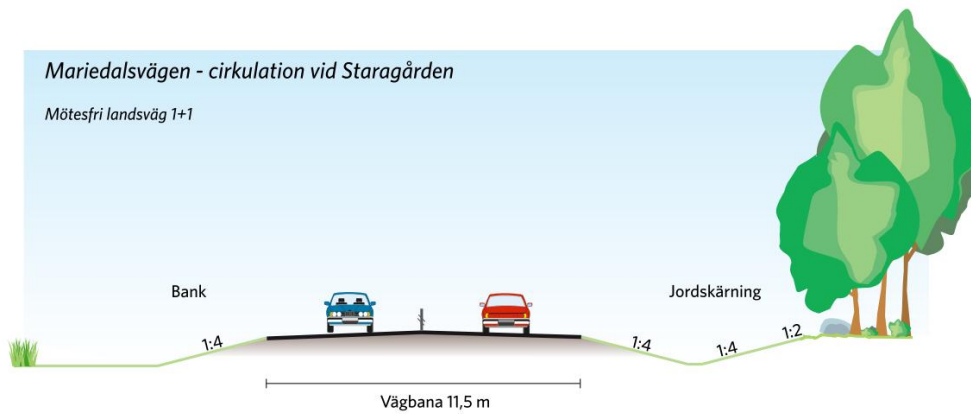 Mariedalsvägen - cirkulation vid Staragården
Mötesfri landsväg 1+1
Bank
Jordskärning
1:4
1:4
1:4
1:2
Vägbana 11,5 m